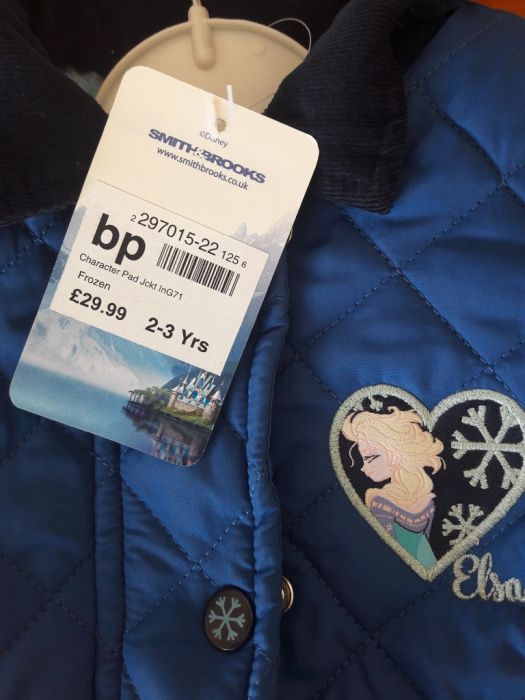 ©Disney
SMITH&BROOKS
www.smithbrooks.co.uk
2 297015-22 125 6
bp
Character Pad Jckt InG71
Frozen
£29.99 2-3 Yrs
Elsa